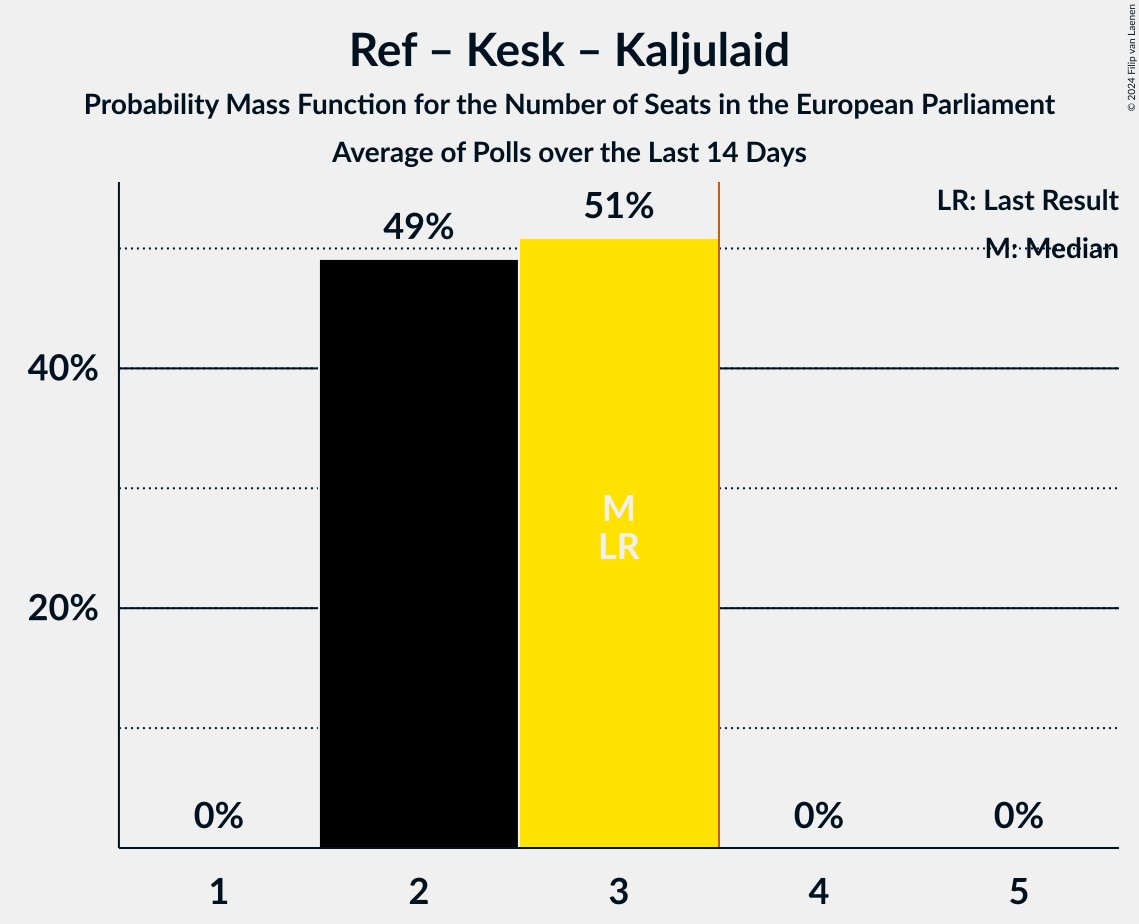 Ref – Kesk – Kaljulaid
Probability Mass Function for the Number of Seats in the European Parliament
Average of Polls over the Last 14 Days
© 2024 Filip van Laenen
LR: Last Result
M: Median
51%
49%
40%
20%
M
LR
0%
0%
0%
1
2
3
4
5